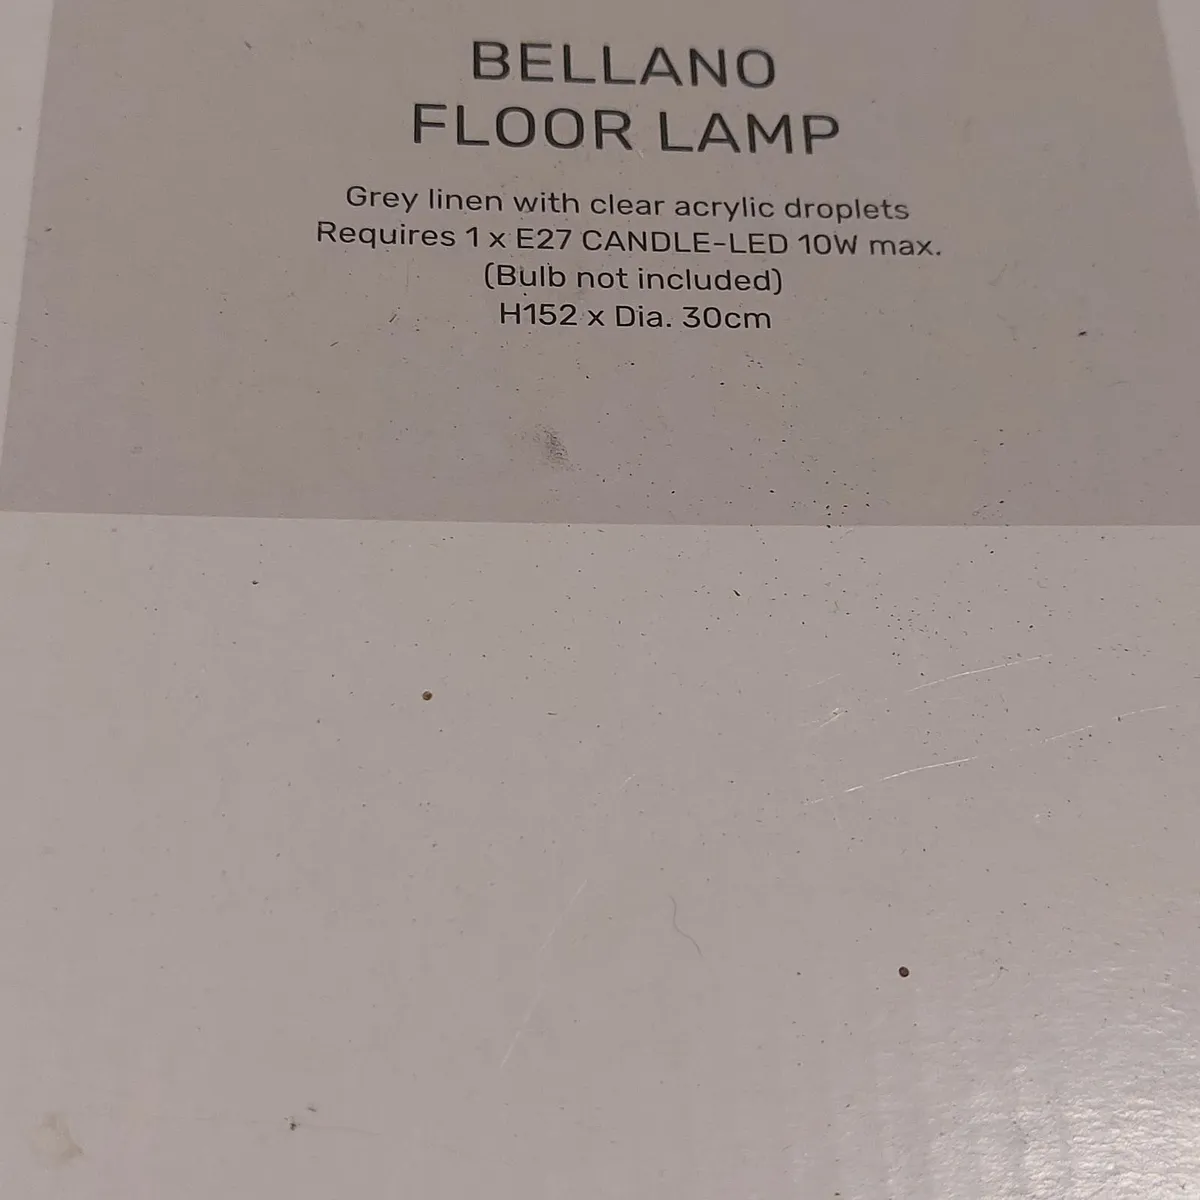 BELLANO
FLOOR LAMP
Grey linen with clear acrylic droplets
Requires 1 x E27 CANDLE-LED 10W max.
(Bulb not included)
H152 x Dia. 30cm